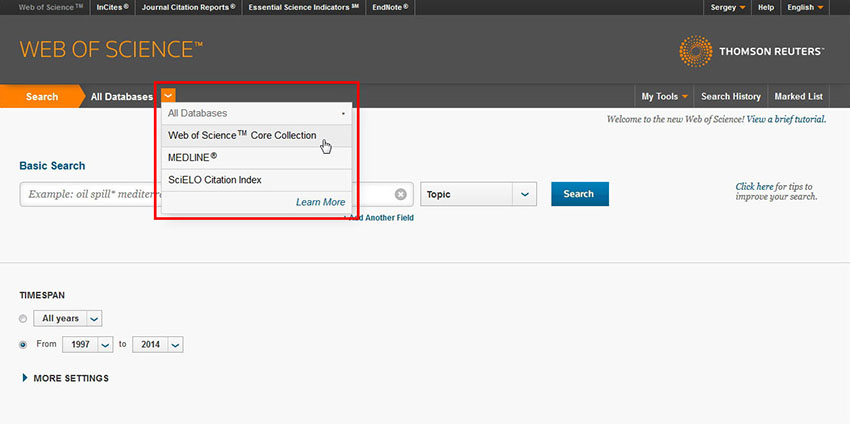 Web of Science™ InCites® Journal Citation Reports® Essential Science Indicators℠ EndNote® Sergey Help English
WEB OF SCIENCE™
THOMSON REUTERS™
Search All Databases My Tools Search History Marked List
All Databases
Welcome to the new Web of Science! View a brief tutorial.
Web of Science™ Core Collection
MEDLINE®
Basic Search
SciELO Citation Index
Example: oil spill* mediterr Topic Search
Click here for tips to
improve your search.
Learn More
+ Add Another Field
TIMESPAN
All years
From 1997 to 2014
MORE SETTINGS